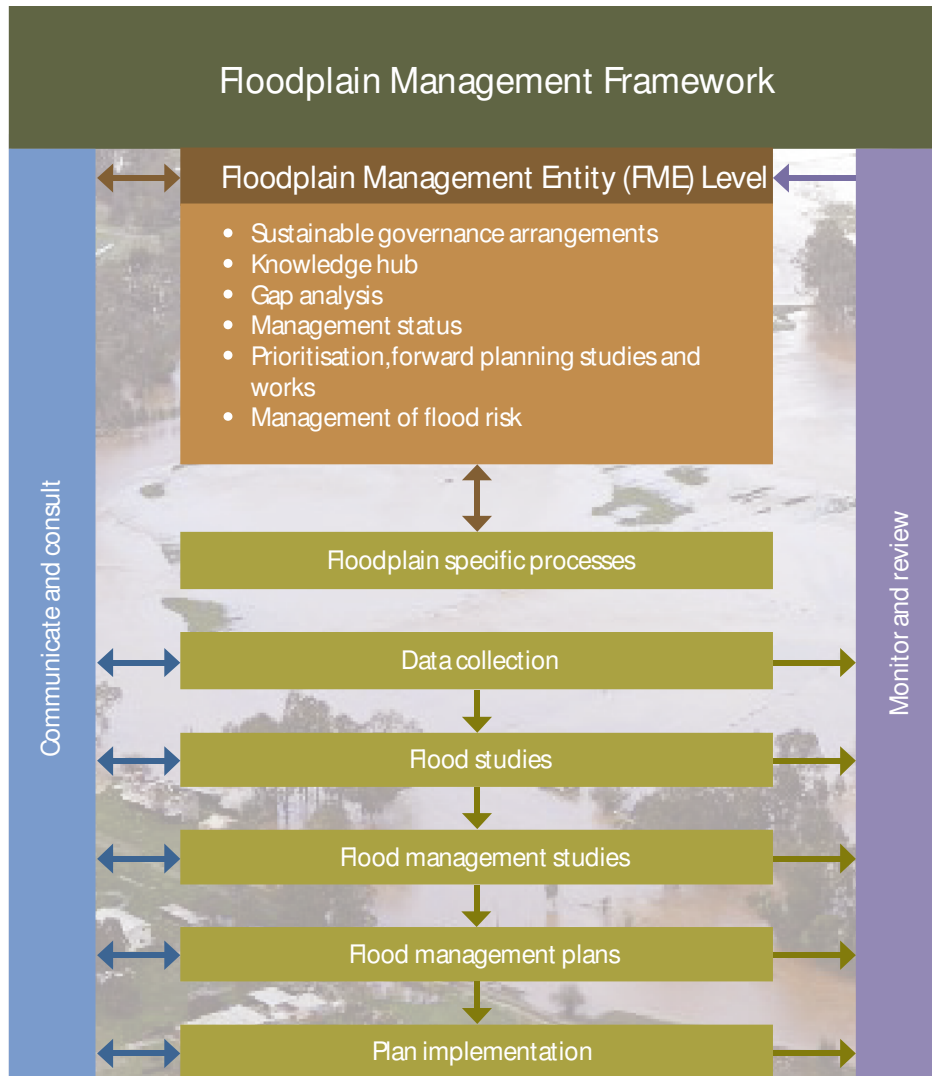 Floodplain Management Framework
Floodplain Management Entity (FME) Level
• Sustainable governance arrangements
• Knowledge hub
• Gap analysis
• Management status
• Prioritisation, forward planning studies and
works
• Management of flood risk
Communicate and consult
Monitor and review
Floodplain specific processes
Data collection
Flood studies
Flood management studies
Flood management plans
Plan implementation